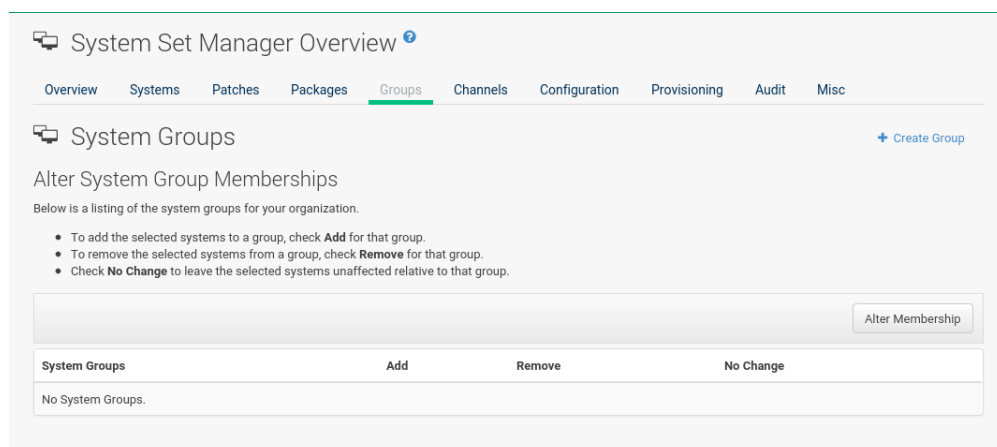 System Set Manager Overview ?
Overview Systems Patches Packages Groups Channels Configuration Provisioning Audit Misc
System Groups
+ Create Group
Alter System Group Memberships
Below is a listing of the system groups for your organization.
• To add the selected systems to a group, check Add for that group.
• To remove the selected systems from a group, check Remove for that group.
• Check No Change to leave the selected systems unaffected relative to that group.
Alter Membership
System Groups Add Remove No Change
No System Groups.